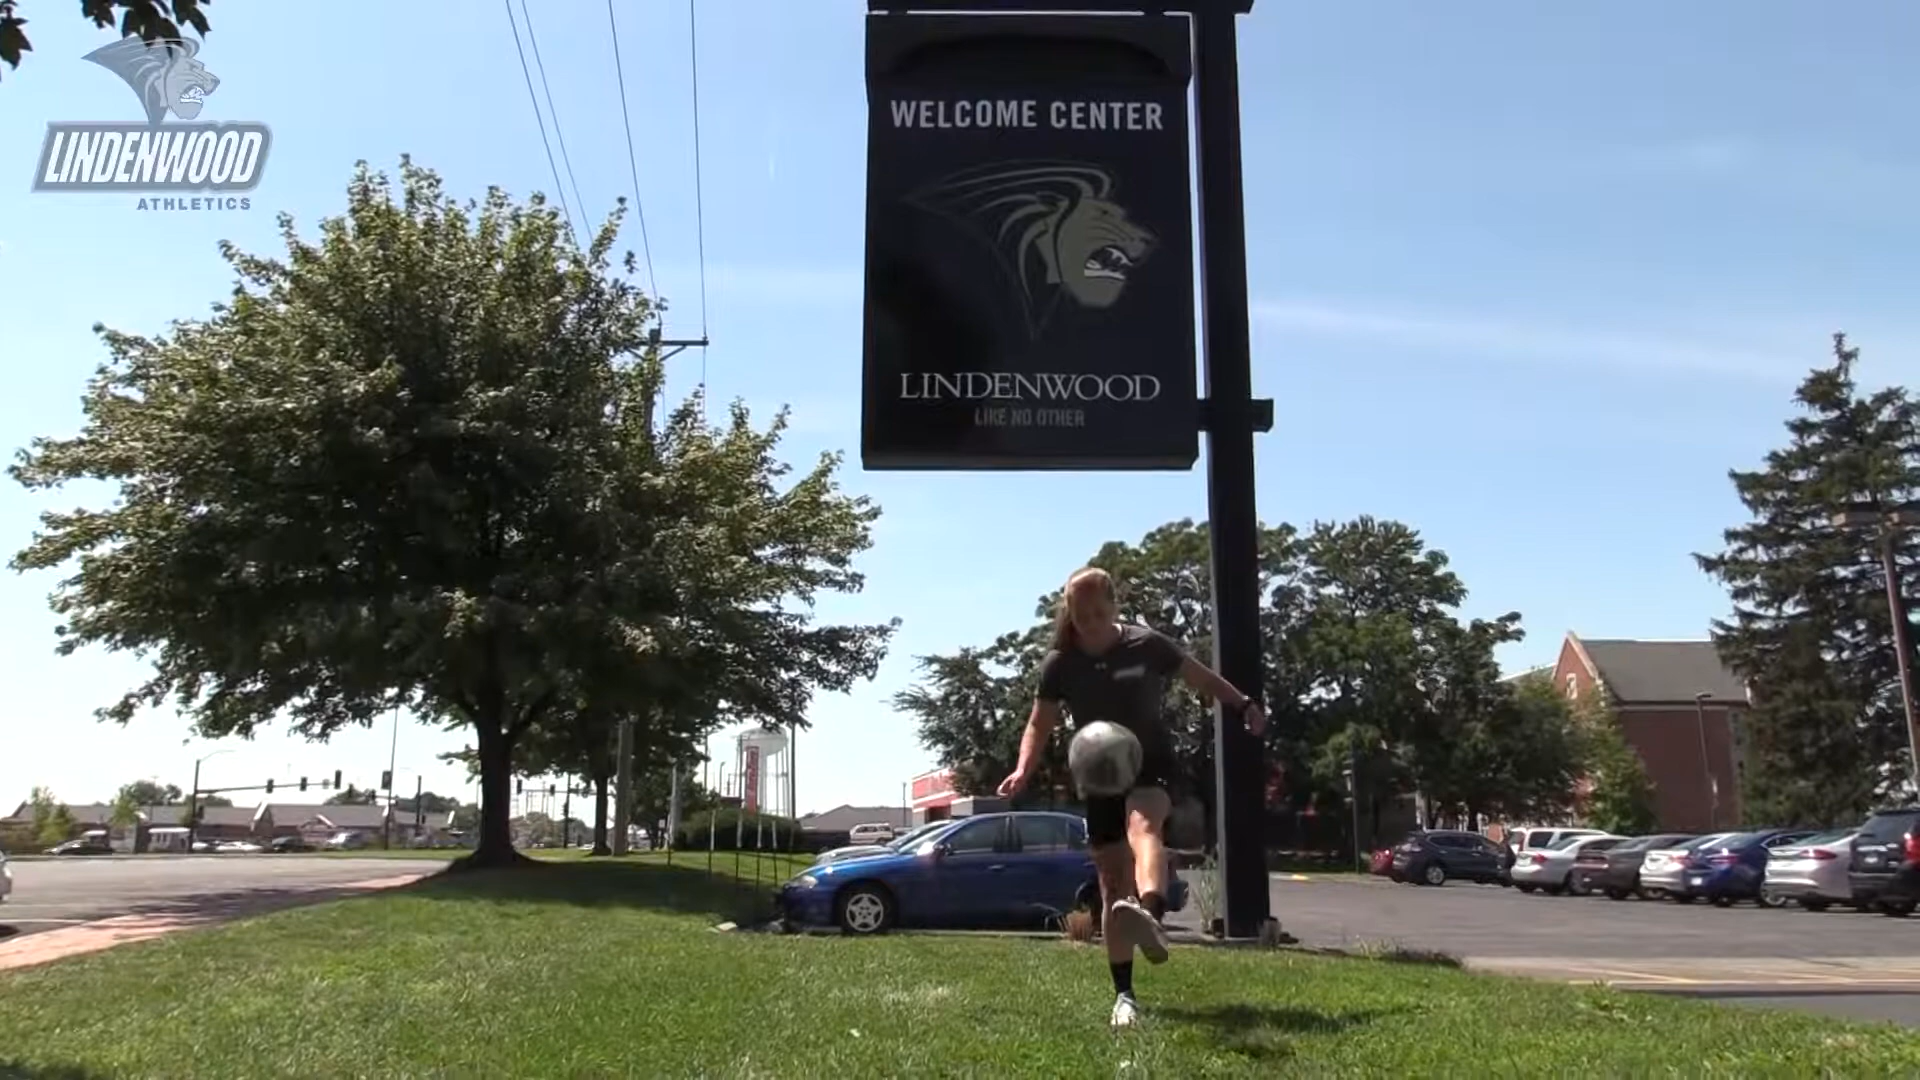 LINDENWOOD
ATHLETICS
WELCOME CENTER
LINDENWOOD
LIKE NO OTHER